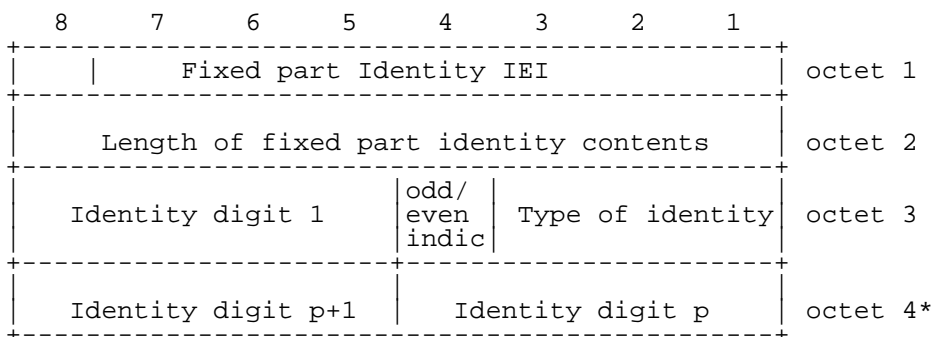 8 7 6 5 4 3 2 1
Fixed part Identity IEI octet 1
Length of fixed part identity contents octet 2
odd/
Identity digit 1 even Type of identity octet 3
indic
Identity digit p+1 Identity digit p octet 4*